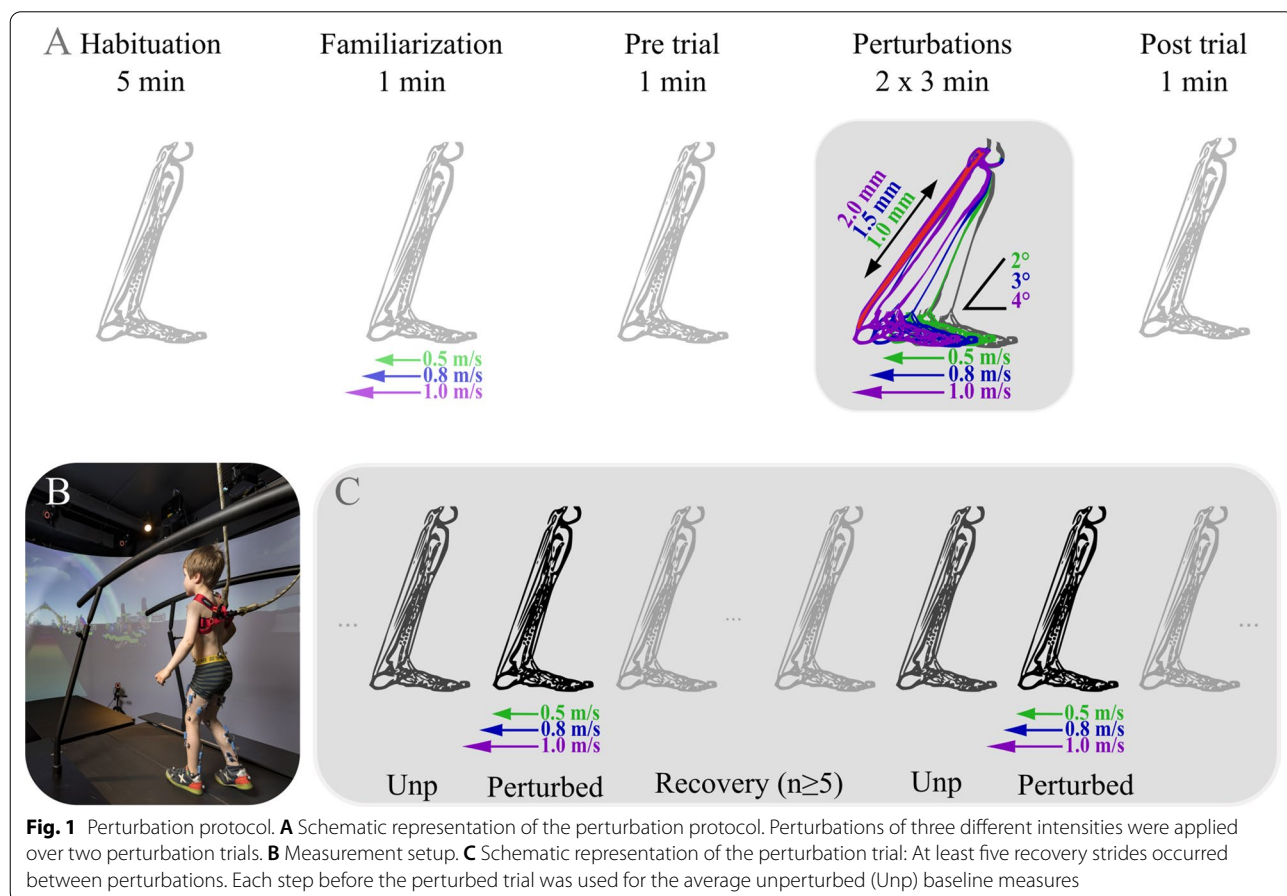 A Habituation
5 min
Familiarization
1 min
Pre trial
1 min
Perturbations
2 x 3 min
Post trial
1 min
0.5 m/s
0.8 m/s
1.0 m/s
2.0 mm
1.5 mm
1.0 mm
2°
3°
4°
0.5 m/s
0.8 m/s
1.0 m/s
B
C
...
...
...
0.5 m/s
0.8 m/s
1.0 m/s
0.5 m/s
0.8 m/s
1.0 m/s
Unp
Perturbed
Recovery (n≥5)
Unp
Perturbed
Fig. 1 Perturbation protocol. A Schematic representation of the perturbation protocol. Perturbations of three different intensities were applied
over two perturbation trials. B Measurement setup. C Schematic representation of the perturbation trial: At least five recovery strides occurred
between perturbations. Each step before the perturbed trial was used for the average unperturbed (Unp) baseline measures